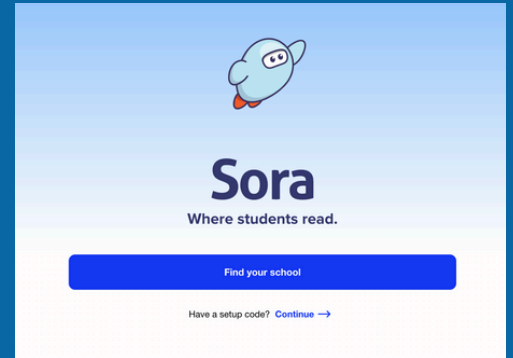 Sora
Where students read.
Find your school
Have a setup code? Continue →